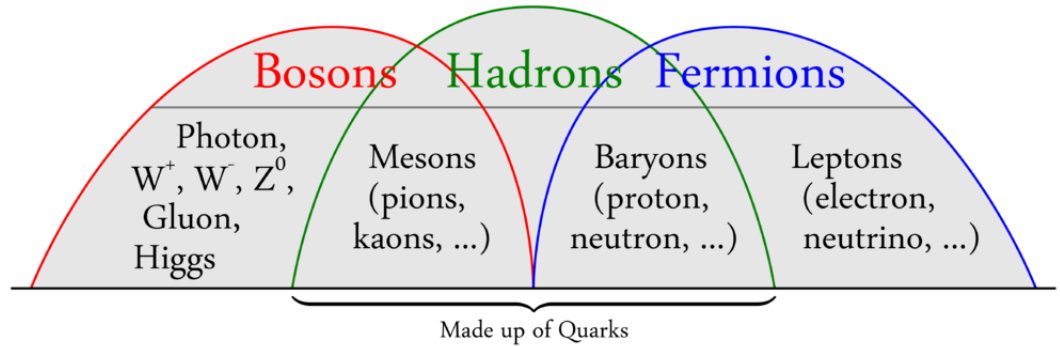 Bosons Hadrons Fermions
Photon,
W⁺, W⁻, Z⁰,
Gluon,
Higgs
Mesons
(pions,
kaons, ...)
Baryons
(proton,
neutron, ...)
Leptons
(electron,
neutrino, ...)
Made up of Quarks